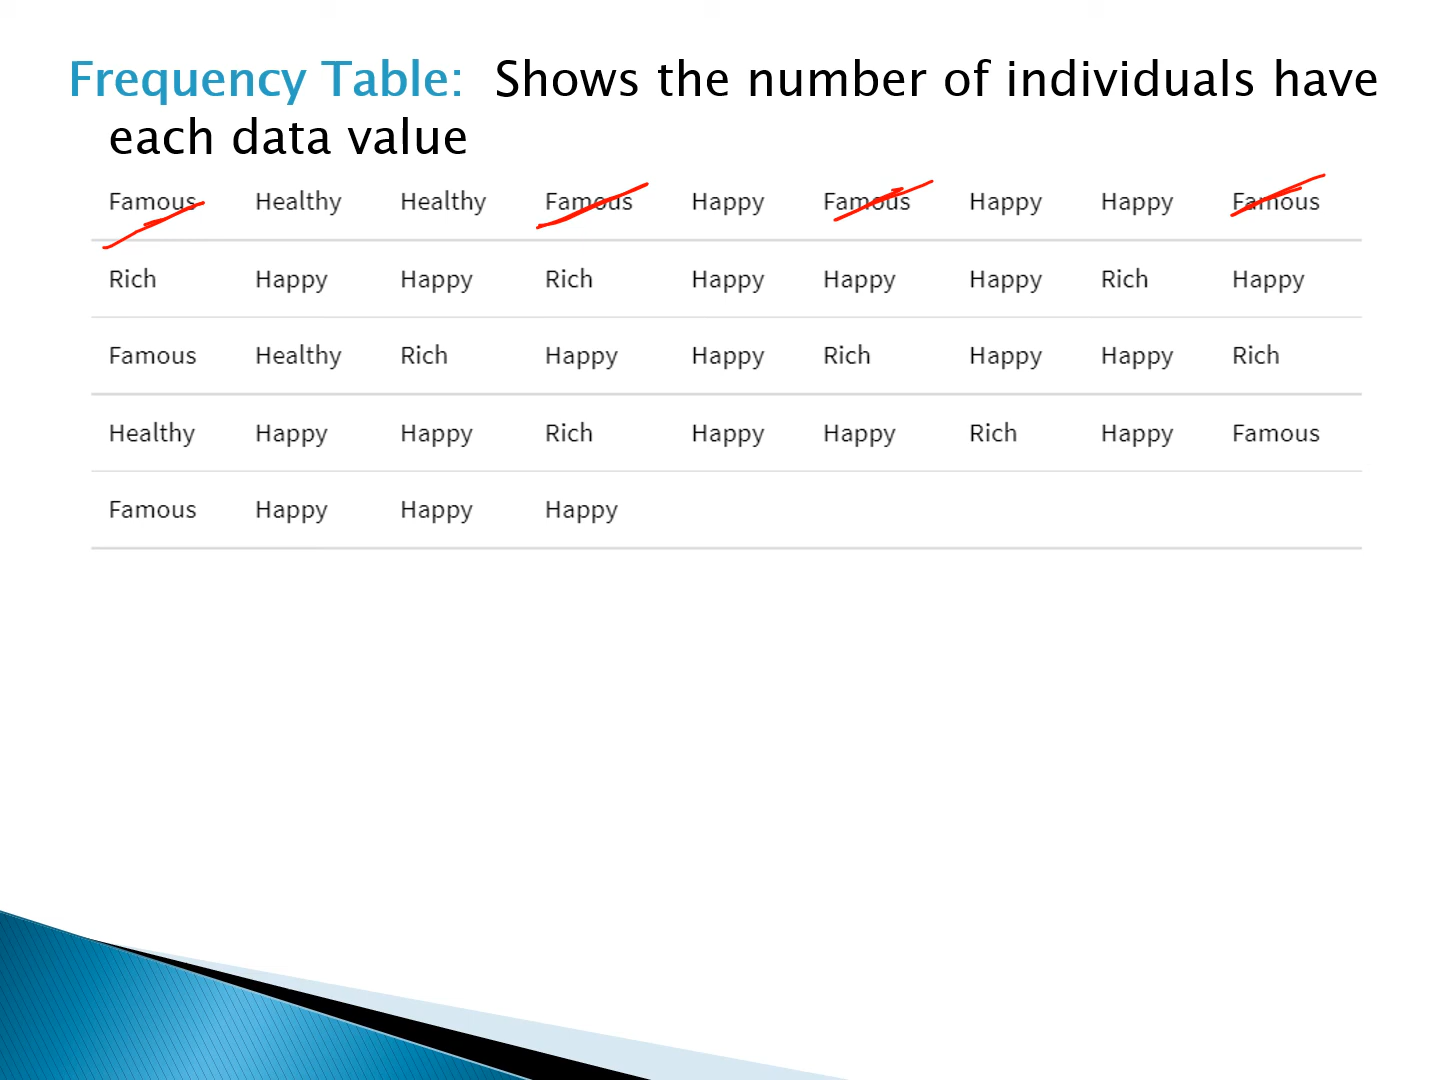 Frequency Table: Shows the number of individuals have
each data value
Famous Healthy Healthy Famous Happy Famous Happy Happy Famous
Rich Happy Happy Rich Happy Happy Happy Rich Happy
Famous Healthy Rich Happy Happy Rich Happy Happy Rich
Healthy Happy Happy Rich Happy Happy Rich Happy Famous
Famous Happy Happy Happy